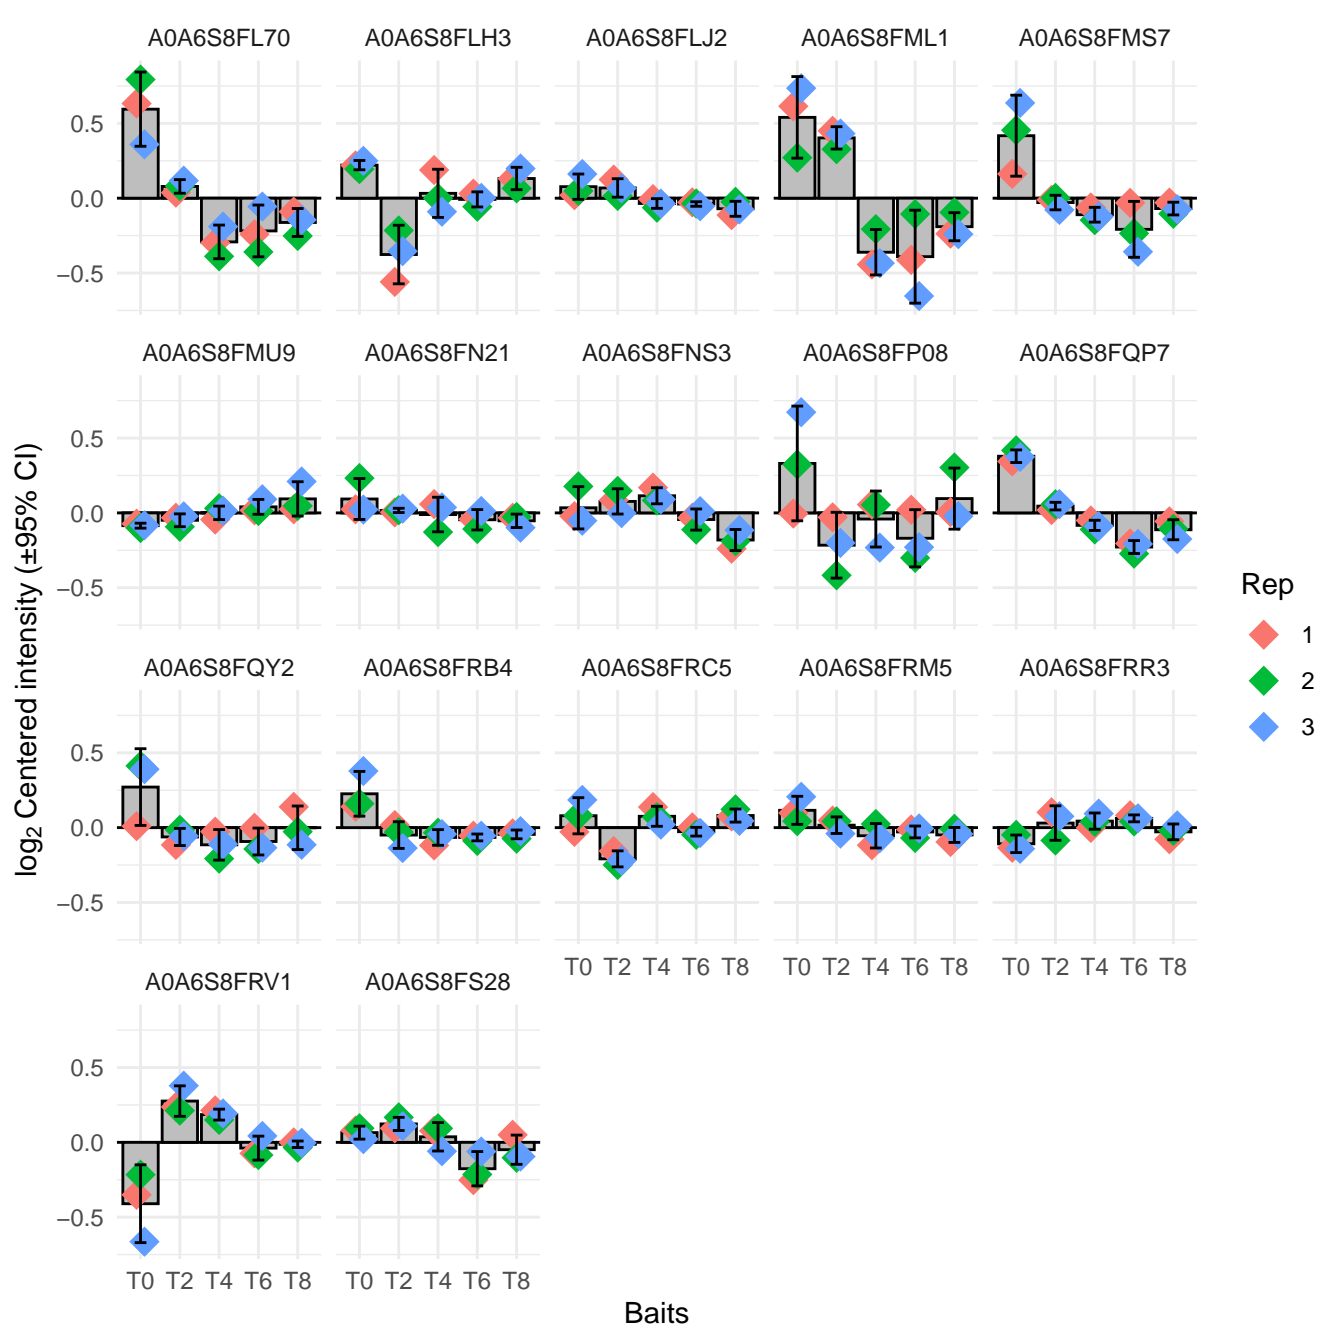 A0A6S8FL70 A0A6S8FLH3 A0A6S8FLJ2 A0A6S8FML1 A0A6S8FMS7
0.5
0.0
−0.5
A0A6S8FMU9 A0A6S8FN21 A0A6S8FNS3 A0A6S8FP08 A0A6S8FQP7
0.5
0.0
−0.5
A0A6S8FQY2 A0A6S8FRB4 A0A6S8FRC5 A0A6S8FRM5 A0A6S8FRR3
0.5
0.0
−0.5
T0 T2 T4 T6 T8 T0 T2 T4 T6 T8 T0 T2 T4 T6 T8
A0A6S8FRV1 A0A6S8FS28
0.5
0.0
−0.5
T0 T2 T4 T6 T8 T0 T2 T4 T6 T8
Baits
log₂ Centered intensity (±95% CI)
Rep
1
2
3